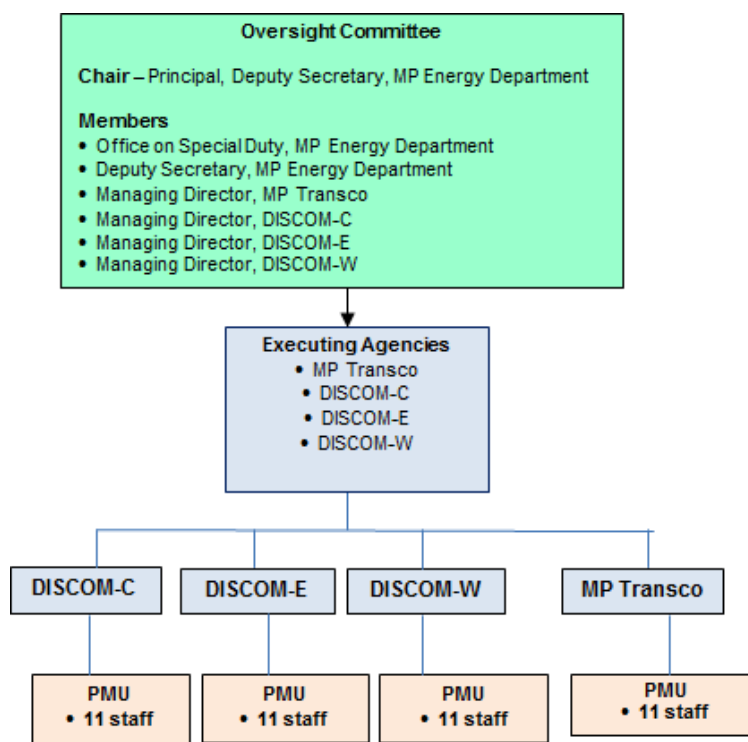 Oversight Committee
Chair – Principal, Deputy Secretary, MP Energy Department
Members
• Office on Special Duty, MP Energy Department
• Deputy Secretary, MP Energy Department
• Managing Director, MP Transco
• Managing Director, DISCOM-C
• Managing Director, DISCOM-E
• Managing Director, DISCOM-W
Executing Agencies
• MP Transco
• DISCOM-C
• DISCOM-E
• DISCOM-W
DISCOM-C
DISCOM-E
DISCOM-W
MP Transco
PMU
• 11 staff
PMU
• 11 staff
PMU
• 11 staff
PMU
• 11 staff